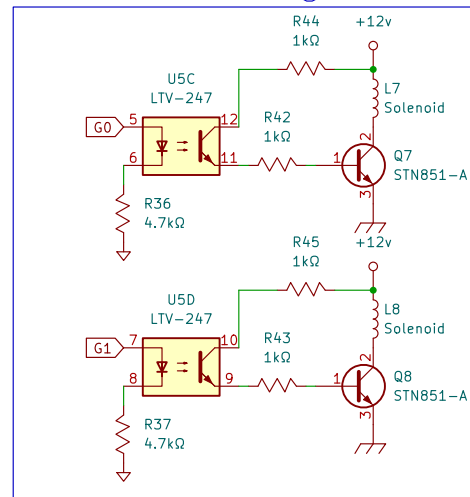 R44
1kΩ
+12v
U5C
LTV-247
L7
Solenoid
G0
5
12
R42
1kΩ
2
6
11
1
Q7
STN851-A
3
R36
4.7kΩ
R45
1kΩ
+12v
U5D
LTV-247
L8
Solenoid
G1
7
10
R43
1kΩ
2
8
9
1
Q8
STN851-A
3
R37
4.7kΩ